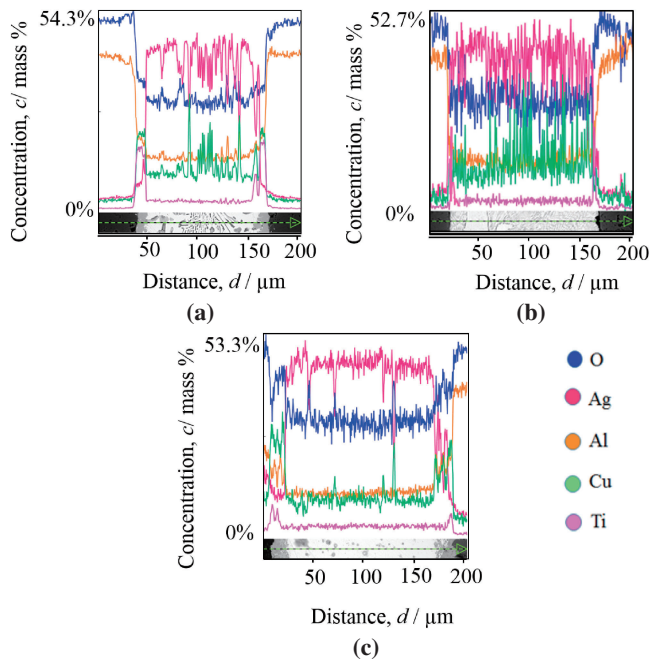 54.3%
Concentration, c/ mass %
0%
50 100 150 200
Distance, d / µm
(a)
52.7%
Concentration, c/ mass %
0%
0 50 100 150 200
Distance, d / µm
(b)
53.3%
Concentration, c/ mass %
0%
50 100 150 200
Distance, d / µm
(c)
O
Ag
Al
Cu
Ti